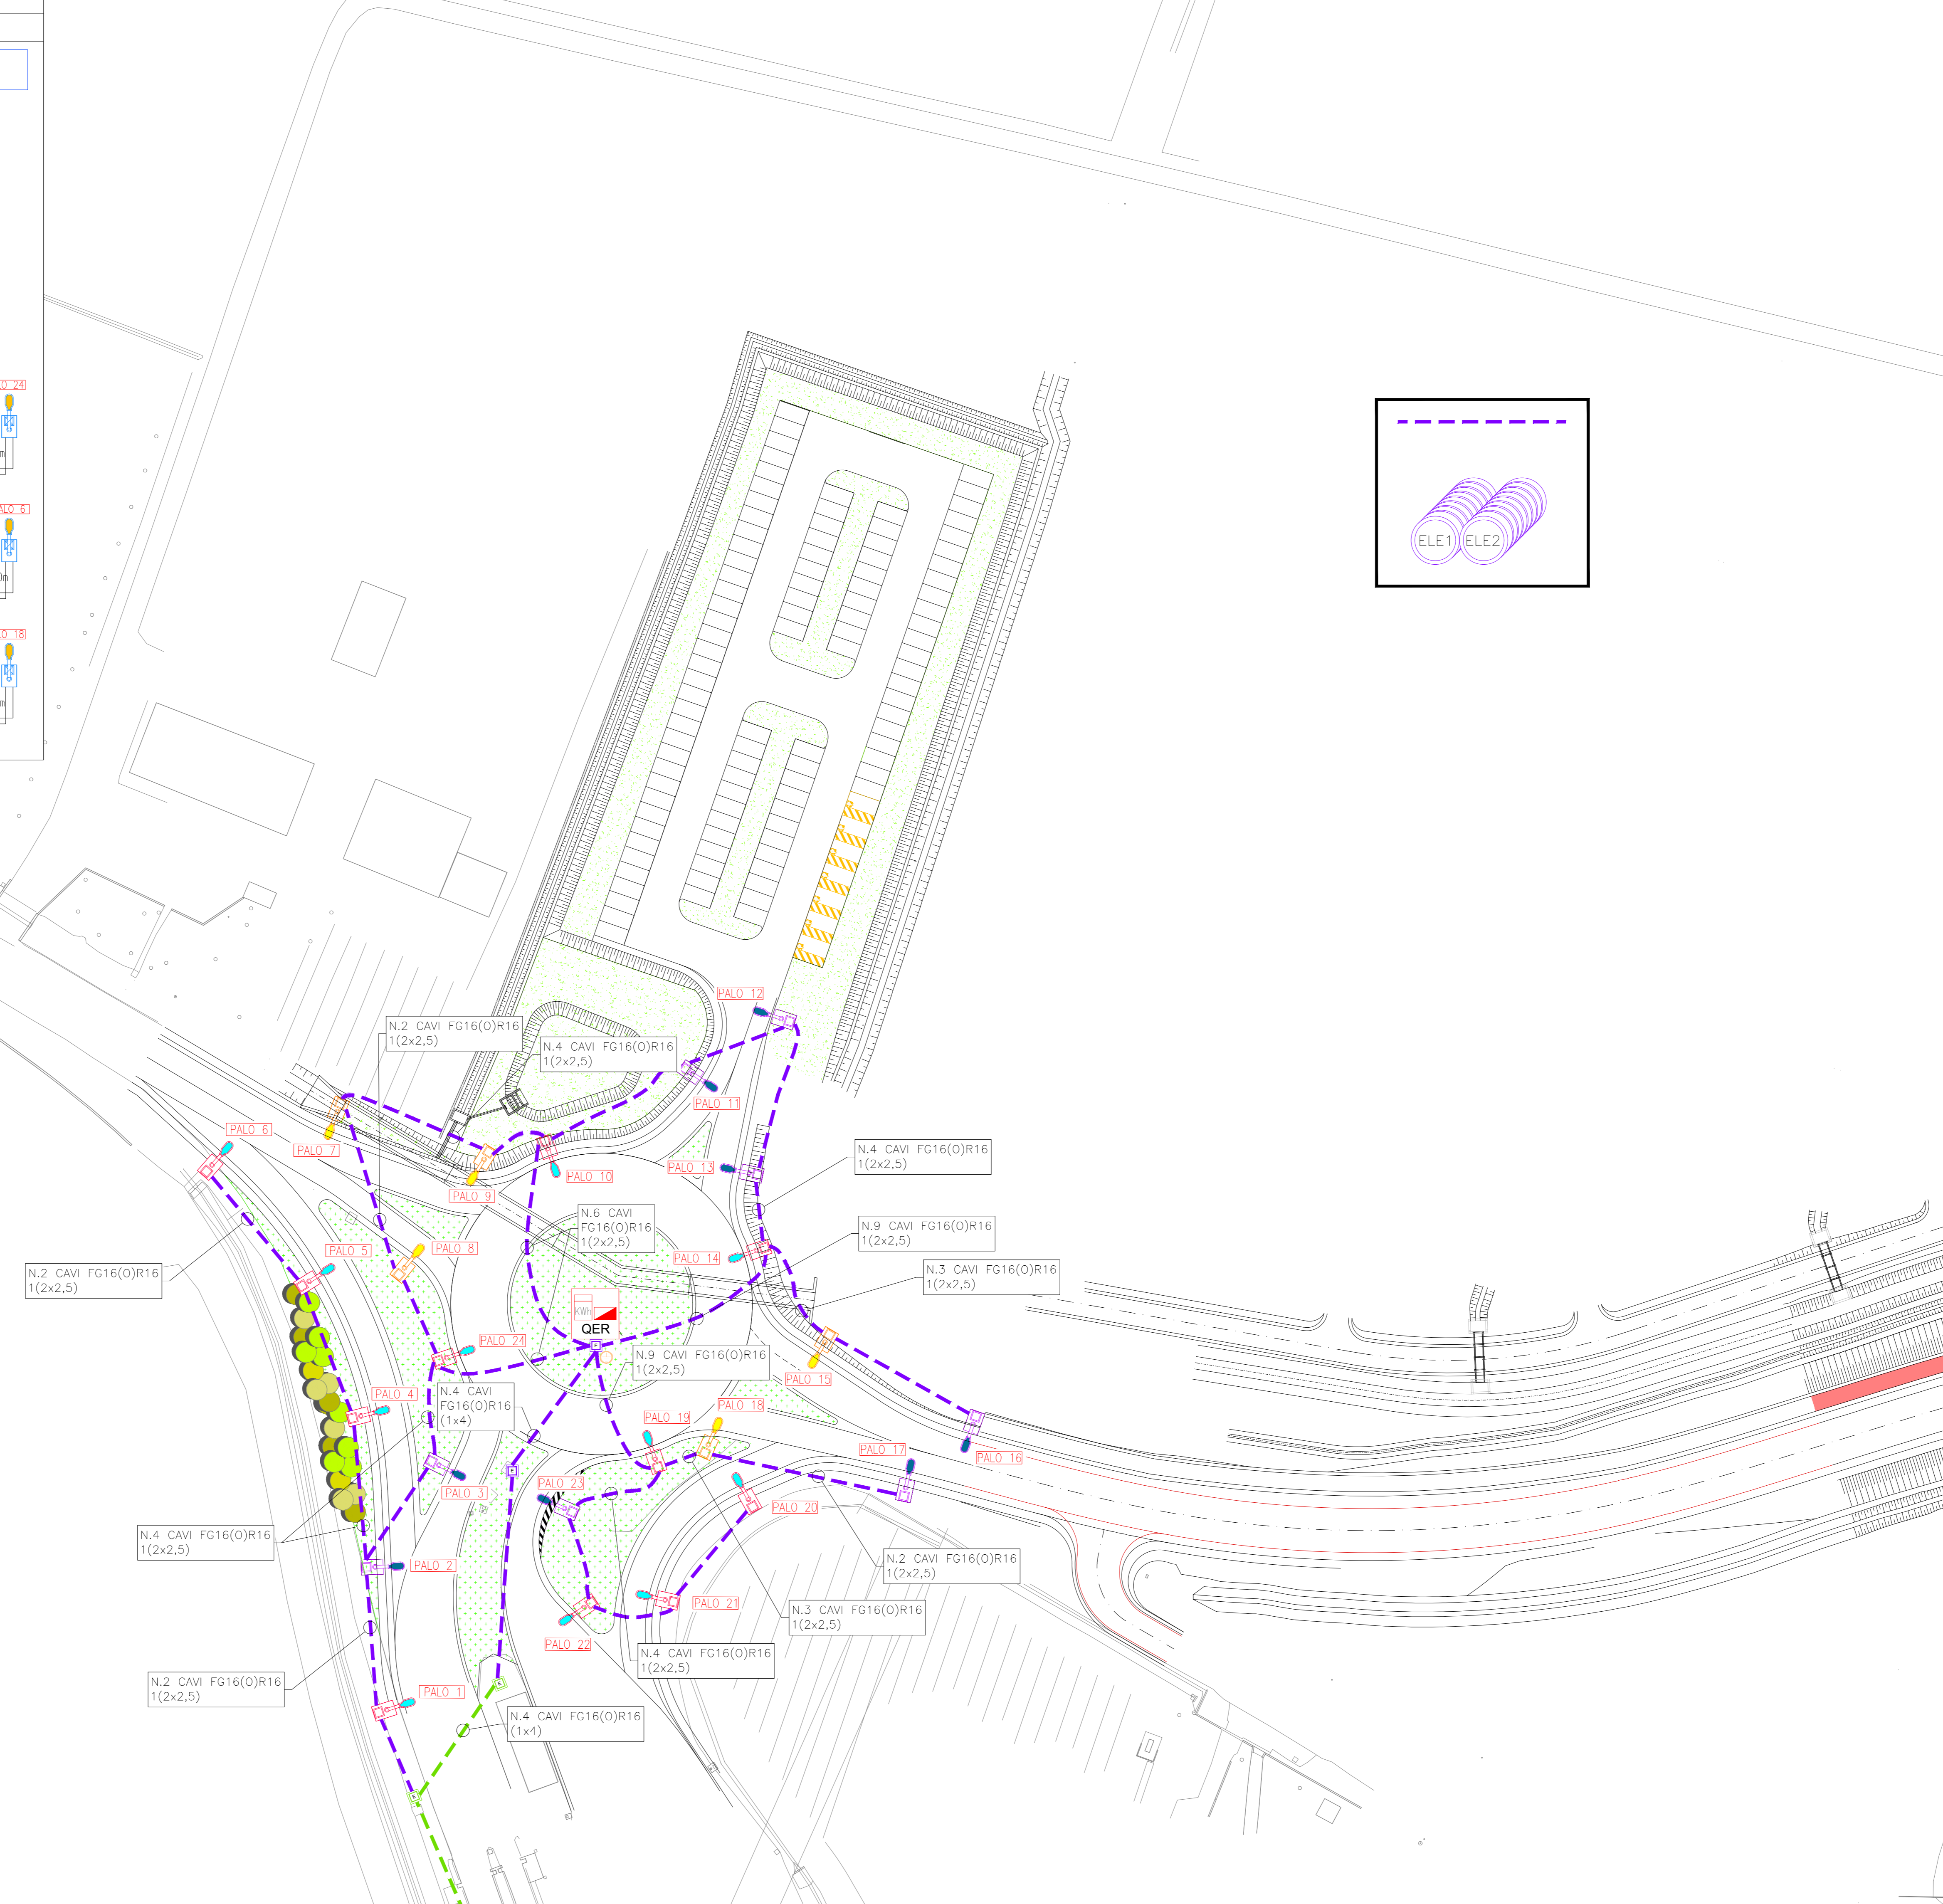 PALO 12
N.2 CAVI FG16(O)R16
1(2x2,5)
N.4 CAVI FG16(O)R16
1(2x2,5)
PALO 11
PALO 6
PALO 7
PALO 9
PALO 10
PALO 13
N.4 CAVI FG16(O)R16
1(2x2,5)
N.6 CAVI
FG16(O)R16
1(2x2,5)
N.9 CAVI FG16(O)R16
1(2x2,5)
PALO 5
PALO 8
PALO 14
N.2 CAVI FG16(O)R16
1(2x2,5)
N.3 CAVI FG16(O)R16
1(2x2,5)
KWh
QER
E
PALO 24
N.9 CAVI FG16(O)R16
1(2x2,5)
PALO 15
PALO 4
N.4 CAVI
FG16(O)R16
(1x4)
PALO 19
PALO 18
PALO 17
PALO 16
E
PALO 3
PALO 23
PALO 20
N.4 CAVI FG16(O)R16
1(2x2,5)
PALO 2
N.2 CAVI FG16(O)R16
1(2x2,5)
PALO 21
N.3 CAVI FG16(O)R16
1(2x2,5)
PALO 22
N.4 CAVI FG16(O)R16
1(2x2,5)
N.2 CAVI FG16(O)R16
1(2x2,5)
PALO 1
E
N.4 CAVI FG16(O)R16
(1x4)
E
ELE1 ELE2